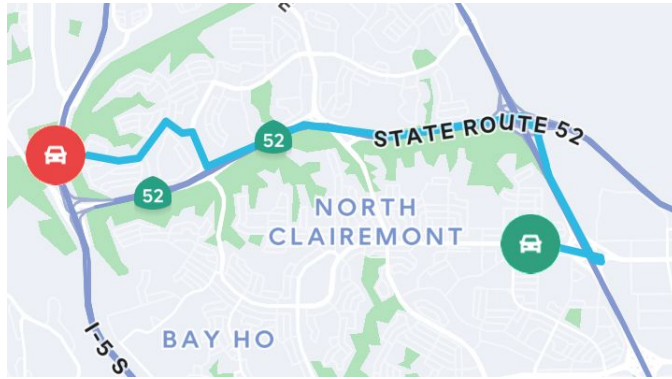 52
STATE ROUTE 52
52
NORTH
CLAIREMONT
BAY HO
I-5 S